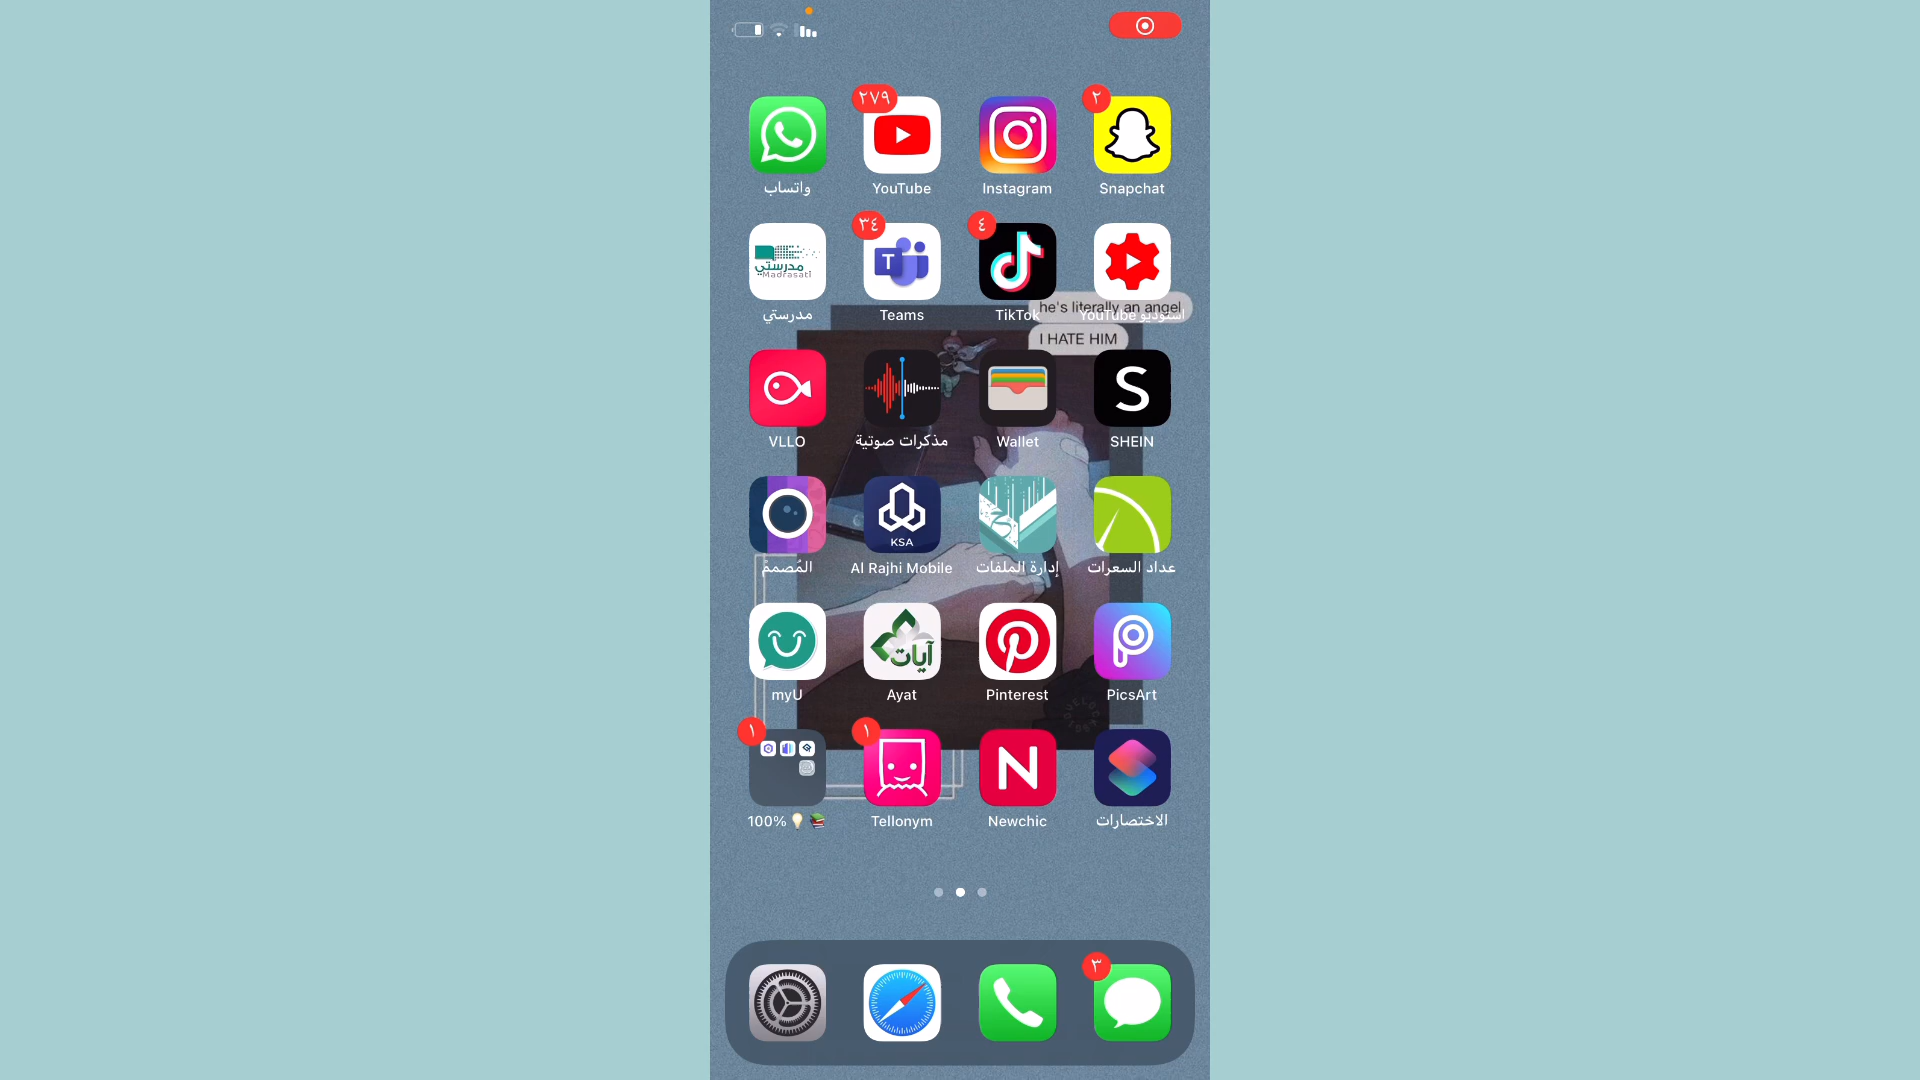 ٢٧٩
٢
واتساب
YouTube
Instagram
Snapchat
٣٤
٤
مدرستي
Madrasati
T
he's literally an angel
مدرستي
Teams
TikTok
استوديو YouTube
I HATE HIM
S
VLLO
مذكرات صوتية
Wallet
SHEIN
KSA
المُصمم
Al Rajhi Mobile
إدارة الملفات
عداد السعرات
آيات
myU
Ayat
Pinterest
PicsArt
١
١
N
100% 💡 📚
Tellonym
Newchic
الاختصارات
٣